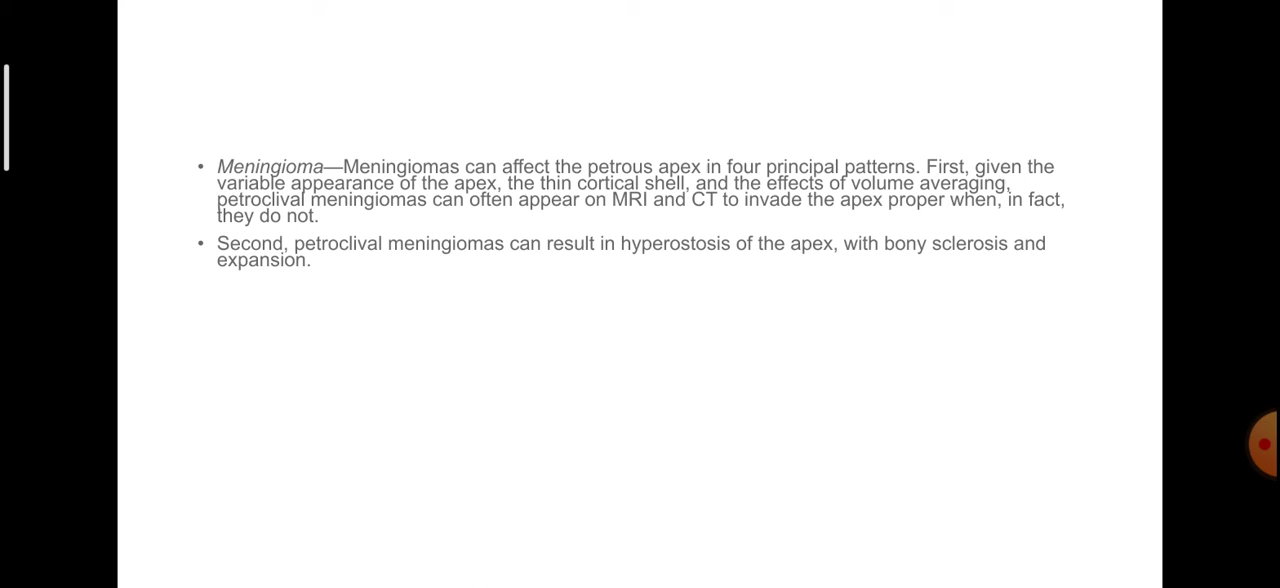 • Meningioma—Meningiomas can affect the petrous apex in four principal patterns. First, given the
variable appearance of the apex, the thin cortical shell, and the effects of volume averaging,
petroclival meningiomas can often appear on MRI and CT to invade the apex proper when, in fact,
they do not.
• Second, petroclival meningiomas can result in hyperostosis of the apex, with bony sclerosis and
expansion.